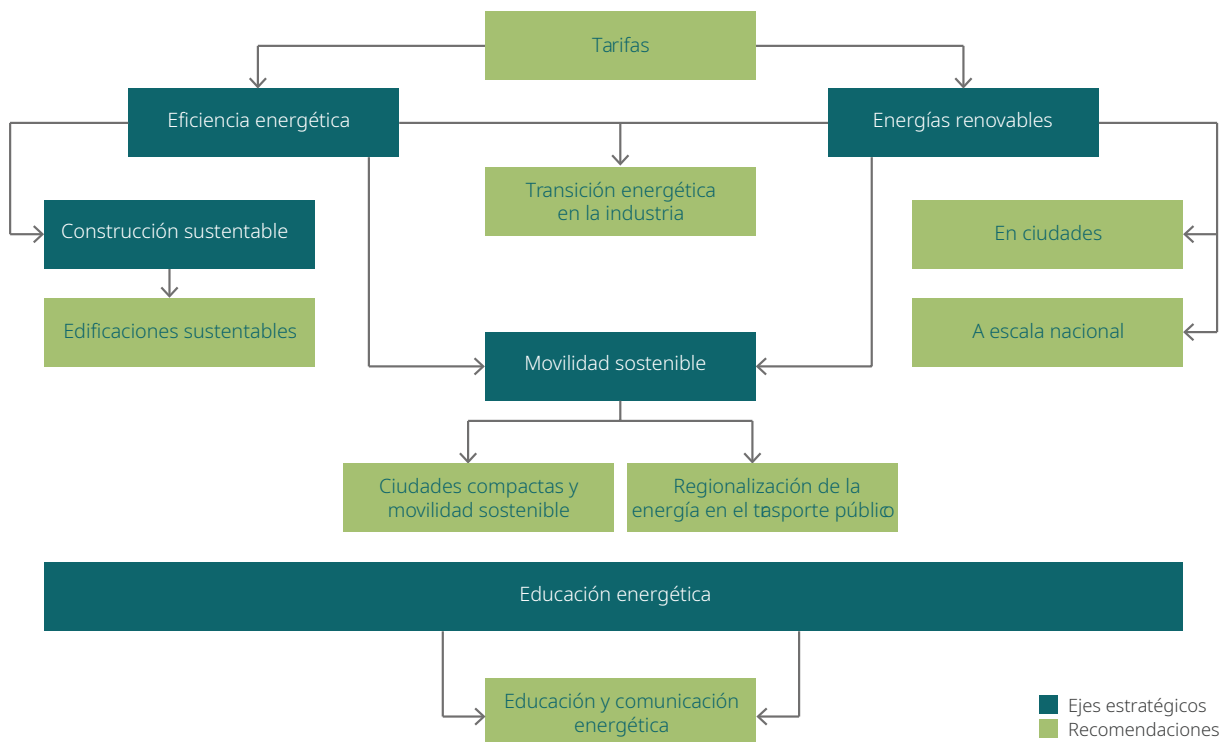 Tarifas
Eficiencia energética
Energías renovables
Transición energética
en la industria
Construcción sustentable
En ciudades
Edificaciones sustentables
A escala nacional
Movilidad sostenible
Ciudades compactas y
movilidad sostenible
Regionalización de la
energía en el trasporte público
Educación energética
Educación y comunicación
energética
Ejes estratégicos
Recomendaciones